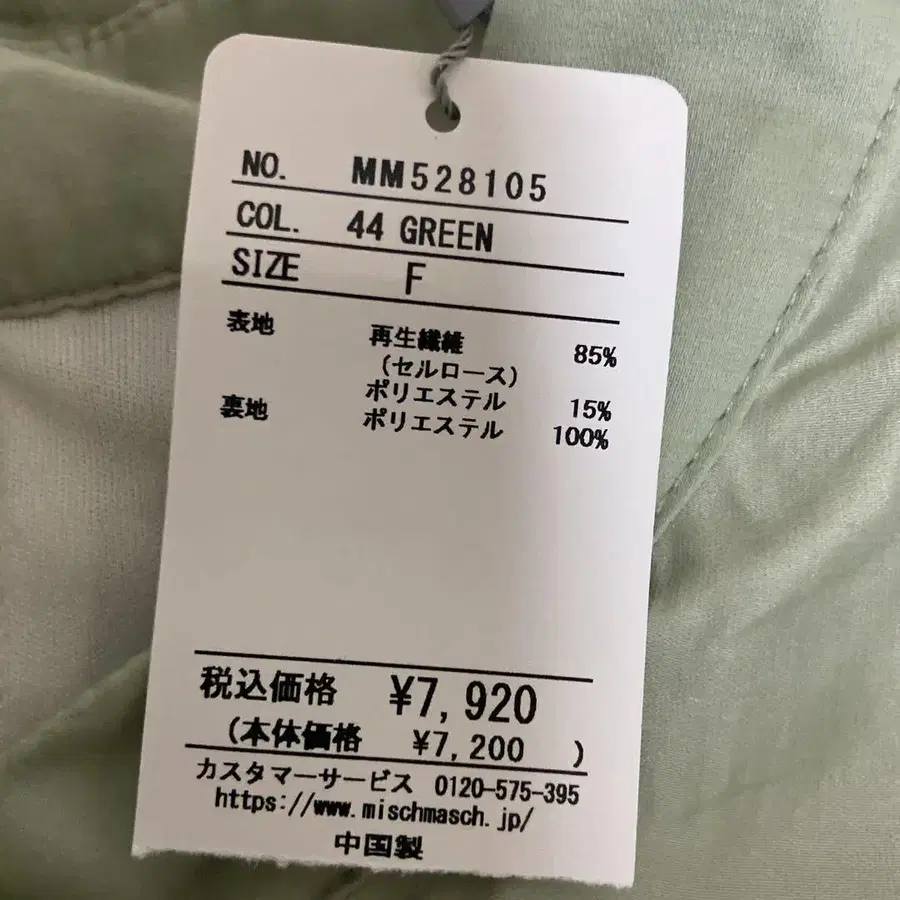 NO. MM528105
COL. 44 GREEN
SIZE F
表地 再生繊維 85%
(セルロース)
ポリエステル 15%
裏地 ポリエステル 100%
税込価格 ¥7,920
(本体価格 ¥7,200 )
カスタマーサービス 0120-575-395
https://www.mischmasch.jp/
中国製